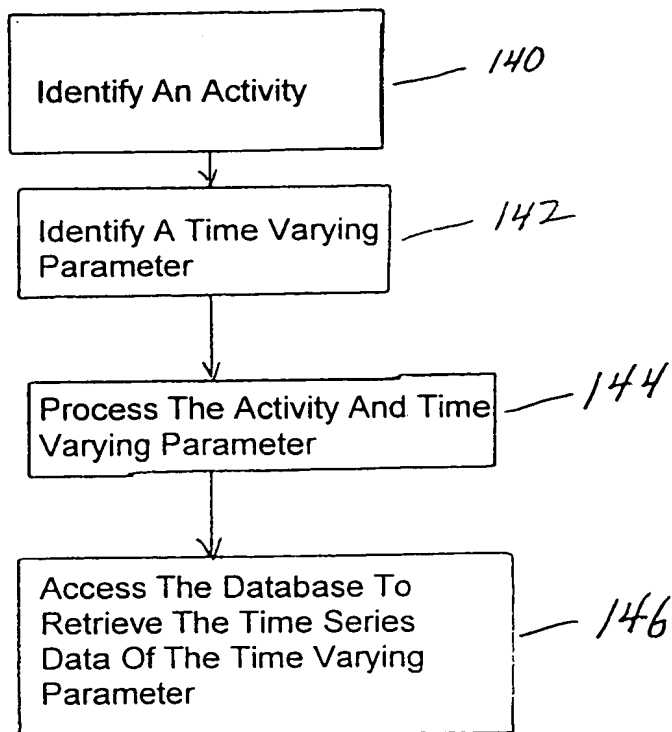 Identify An Activity
140
Identify A Time Varying
Parameter
142
Process The Activity And Time
Varying Parameter
144
Access The Database To
Retrieve The Time Series
Data Of The Time Varying
Parameter
146